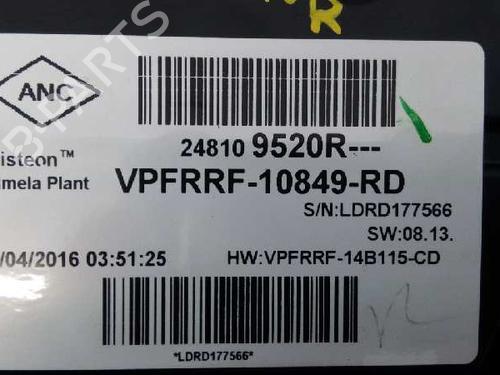 R
ANC
24810 9520R---
isteon™
mela Plant
VPFRRF-10849-RD
S/N:LDRD177566
SW:08.13.
/04/2016 03:51:25
HW:VPFRRF-14B115-CD
*LDRD177566*